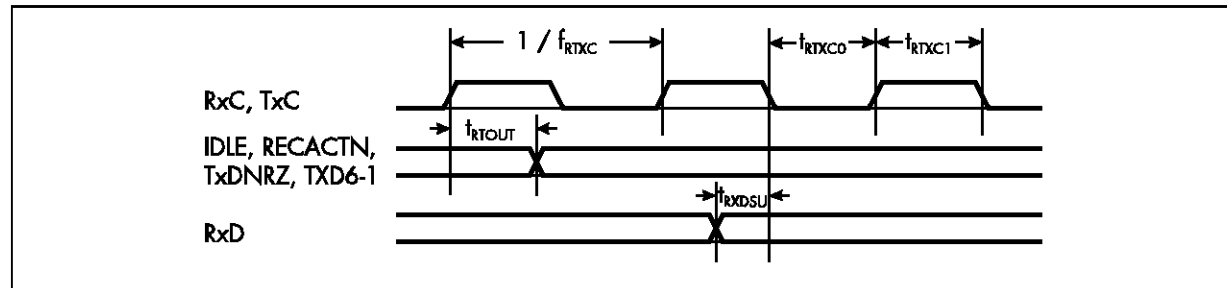 1 / fRTXC
tRTXC0
tRTXC1
RxC, TxC
tRTOUT
IDLE, RECACTN,
TxDNRZ, TXD6-1
tRXDSU
RxD